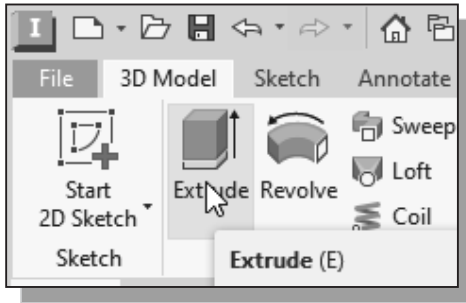 I
File 3D Model Sketch Annotate
Start
2D Sketch
Extrude
Revolve
Sweep
Loft
Coil
Sketch
Extrude (E)